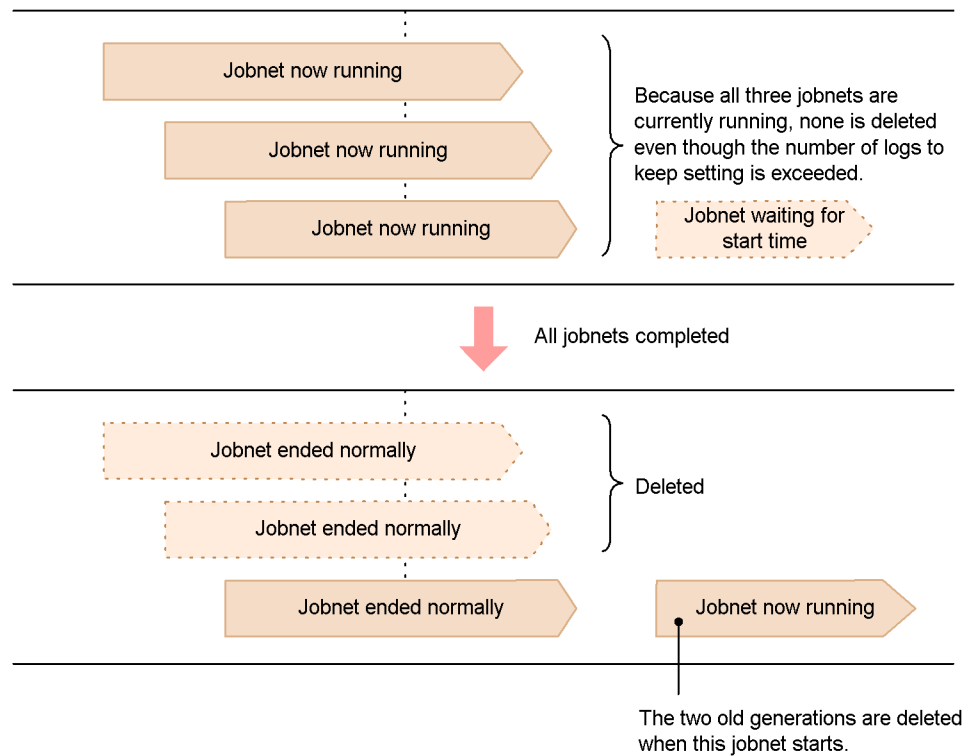 Jobnet now running
Jobnet now running
Jobnet now running
Because all three jobnets are
currently running, none is deleted
even though the number of logs to
keep setting is exceeded.
Jobnet waiting for
start time
All jobnets completed
Jobnet ended normally
Jobnet ended normally
Deleted
Jobnet ended normally
Jobnet now running
The two old generations are deleted
when this jobnet starts.